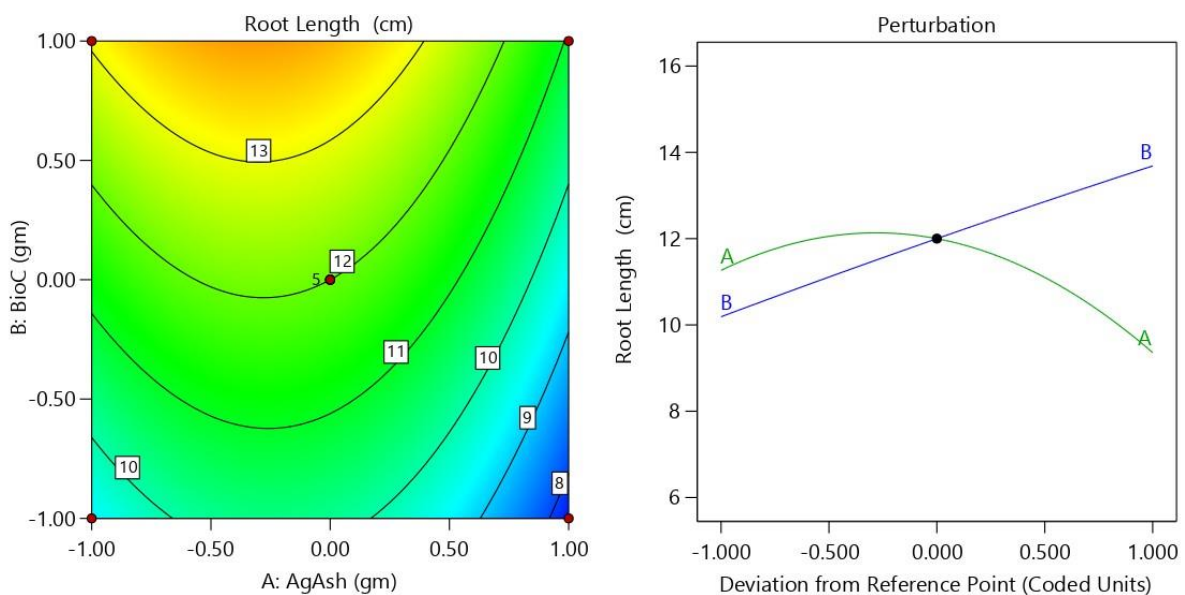 Root Length (cm)
1.00
0.50
0.00
-0.50
-1.00
B: BioC (gm)
13
12
5
11
10
9
10
8
-1.00 -0.50 0.00 0.50 1.00
A: AgAsh (gm)
Perturbation
16
14
12
10
8
6
Root Length (cm)
B
A
B
A
-1.000 -0.500 0.000 0.500 1.000
Deviation from Reference Point (Coded Units)